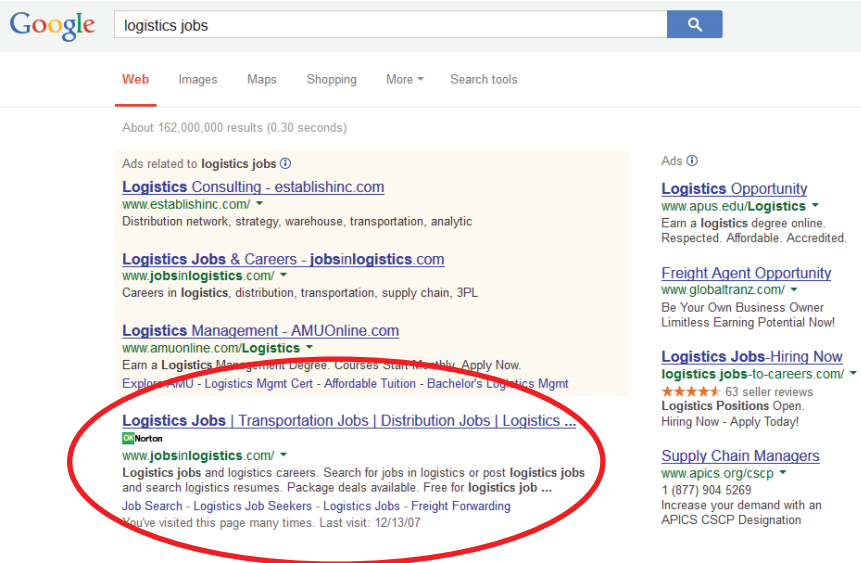 Google
logistics jobs
Web Images Maps Shopping More Search tools
About 162,000,000 results (0.30 seconds)
Ads related to logistics jobs
Logistics Consulting - establishinc.com
www.establishinc.com/
Distribution network, strategy, warehouse, transportation, analytic
Logistics Jobs & Careers - jobsinlogistics.com
www.jobsinlogistics.com/
Careers in logistics, distribution, transportation, supply chain, 3PL
Logistics Management - AMUOnline.com
www.amuonline.com/Logistics
Earn a Logistics Management Degree. Courses Start Monthly. Apply Now.
Explore AMU - Logistics Mgmt Cert - Affordable Tuition - Bachelor's Logistics Mgmt
Logistics Jobs | Transportation Jobs | Distribution Jobs | Logistics ...
OK Norton
www.jobsinlogistics.com/
Logistics jobs and logistics careers. Search for jobs in logistics or post logistics jobs
and search logistics resumes. Package deals available. Free for logistics job ...
Job Search - Logistics Job Seekers - Logistics Jobs - Freight Forwarding
You've visited this page many times. Last visit: 12/13/07
Ads
Logistics Opportunity
www.apus.edu/Logistics
Earn a logistics degree online.
Respected. Affordable. Accredited.
Freight Agent Opportunity
www.globaltranz.com/
Be Your Own Business Owner
Limitless Earning Potential Now!
Logistics Jobs-Hiring Now
logistics.jobs-to-careers.com/
63 seller reviews
Logistics Positions Open.
Hiring Now - Apply Today!
Supply Chain Managers
www.apics.org/cscp
1 (877) 904 5269
Increase your demand with an
APICS CSCP Designation